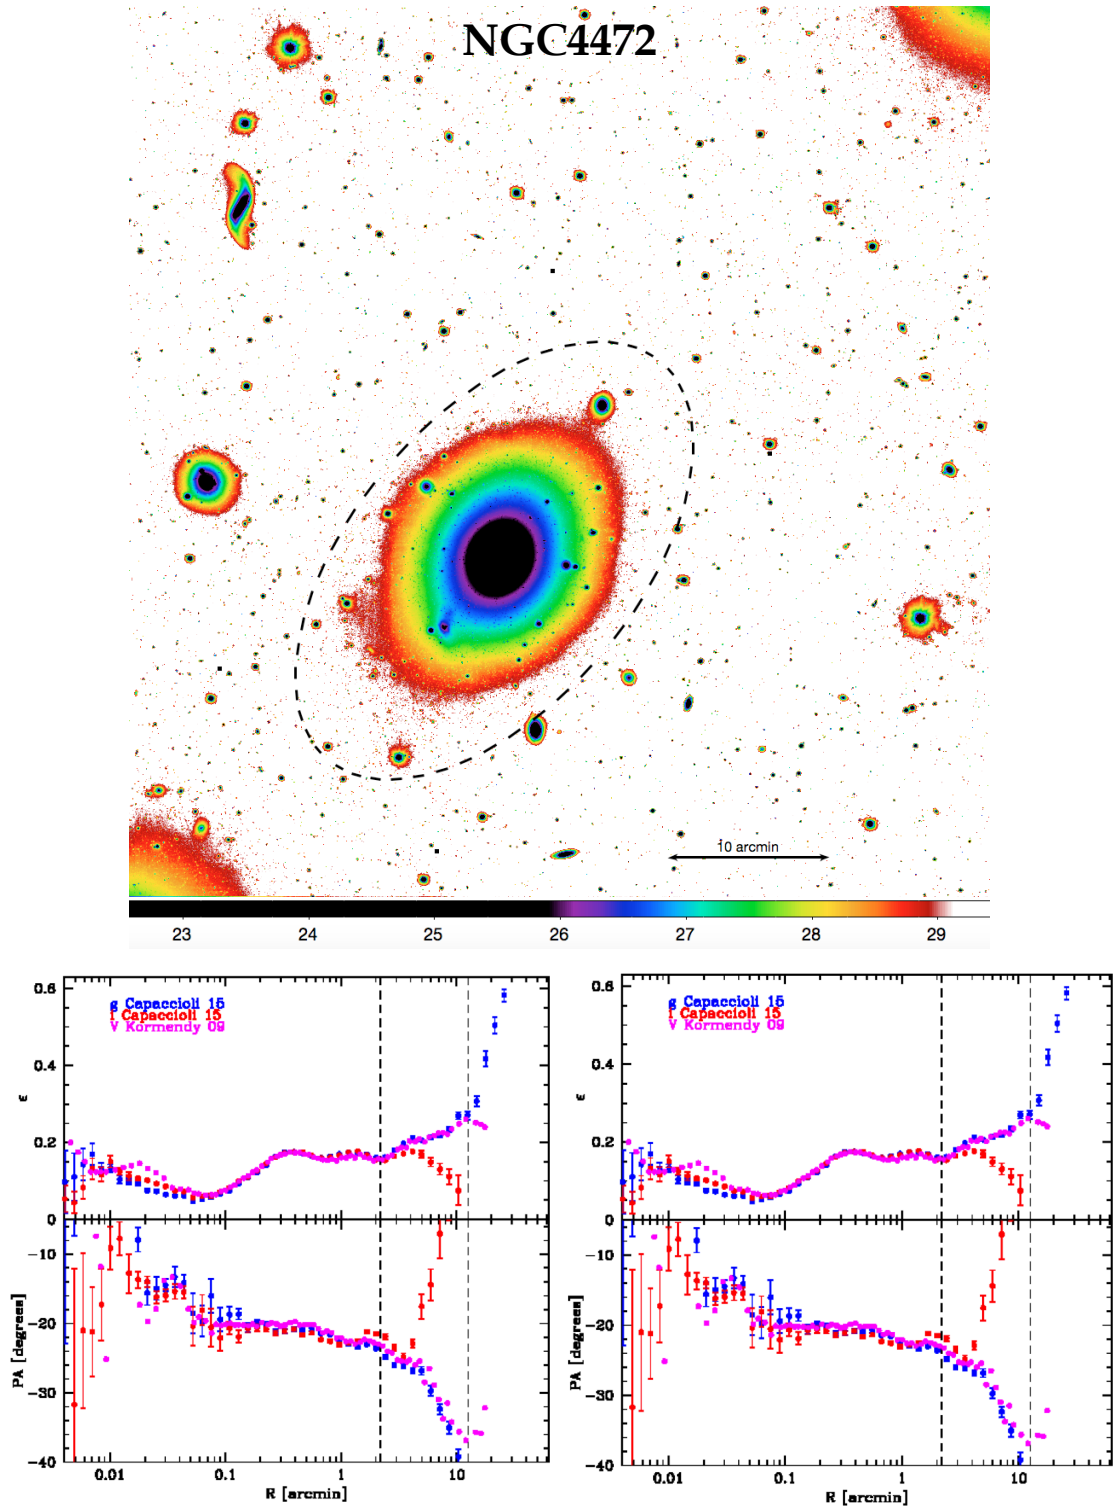 NGC4472
10 arcmin
23 24 25 26 27 28 29
0.6
g Capaccioli 15
i Capaccioli 15
V Kormendy 09
0.4
ε
0.2
0
-10
-20
PA [degrees]
-30
-40
0.01 0.1 1 10
R [arcmin]
0.6
g Capaccioli 15
i Capaccioli 15
V Kormendy 09
0.4
ε
0.2
0
-10
-20
PA [degrees]
-30
-40
0.01 0.1 1 10
R [arcmin]